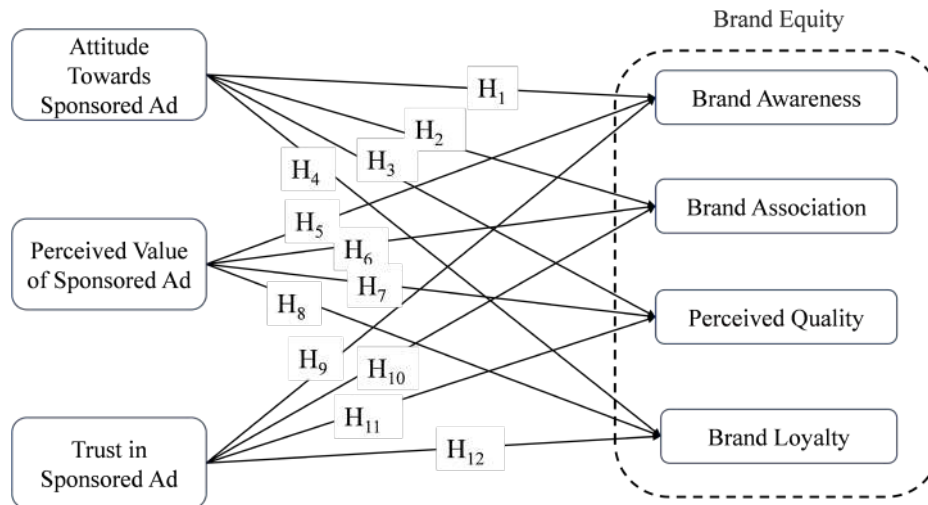 Brand Equity
Attitude
Towards
Sponsored Ad
Perceived Value
of Sponsored Ad
Trust in
Sponsored Ad
H₁
H₂
H₃
H₄
H₅
H₆
H₇
H₈
H₉
H₁₀
H₁₁
H₁₂
Brand Awareness
Brand Association
Perceived Quality
Brand Loyalty